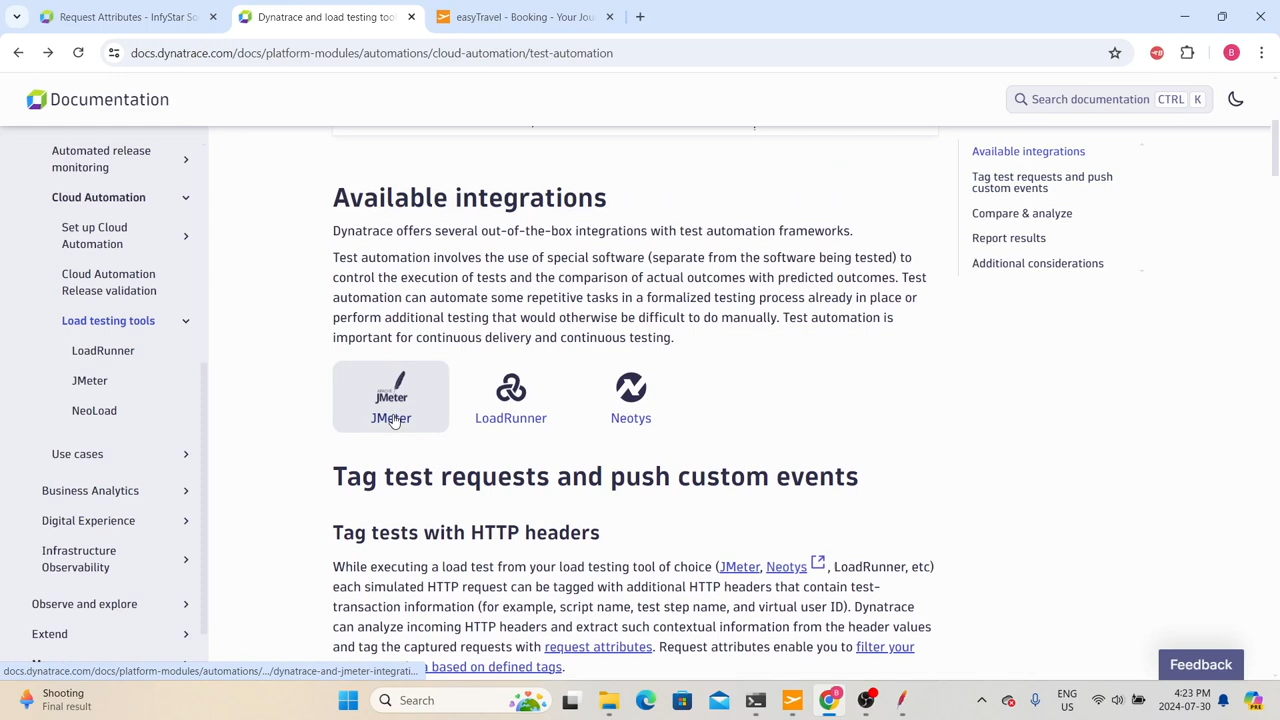 Request Attributes - InfyStar So
Dynatrace and load testing tool
easyTravel - Booking - Your Jou
docs.dynatrace.com/docs/platform-modules/automations/cloud-automation/test-automation
B
Documentation
Search documentation CTRL K
Automated release
monitoring
Cloud Automation
Set up Cloud
Automation
Cloud Automation
Release validation
Load testing tools
LoadRunner
JMeter
NeoLoad
Use cases
Business Analytics
Digital Experience
Infrastructure
Observability
Observe and explore
Extend
Available integrations
Dynatrace offers several out-of-the-box integrations with test automation frameworks.
Test automation involves the use of special software (separate from the software being tested) to
control the execution of tests and the comparison of actual outcomes with predicted outcomes. Test
automation can automate some repetitive tasks in a formalized testing process already in place or
perform additional testing that would otherwise be difficult to do manually. Test automation is
important for continuous delivery and continuous testing.
JMeter
JMeter LoadRunner Neotys
Tag test requests and push custom events
Tag tests with HTTP headers
While executing a load test from your load testing tool of choice (JMeter, Neotys , LoadRunner, etc)
each simulated HTTP request can be tagged with additional HTTP headers that contain test-
transaction information (for example, script name, test step name, and virtual user ID). Dynatrace
can analyze incoming HTTP headers and extract such contextual information from the header values
and tag the captured requests with request attributes. Request attributes enable you to filter your
based on defined tags.
Available integrations
Tag test requests and push
custom events
Compare & analyze
Report results
Additional considerations
Feedback
docs.dynatrace.com/docs/platform-modules/automations/.../dynatrace-and-jmeter-integrati...
Shooting
Final result
Search
ENG
US
4:23 PM
2024-07-30